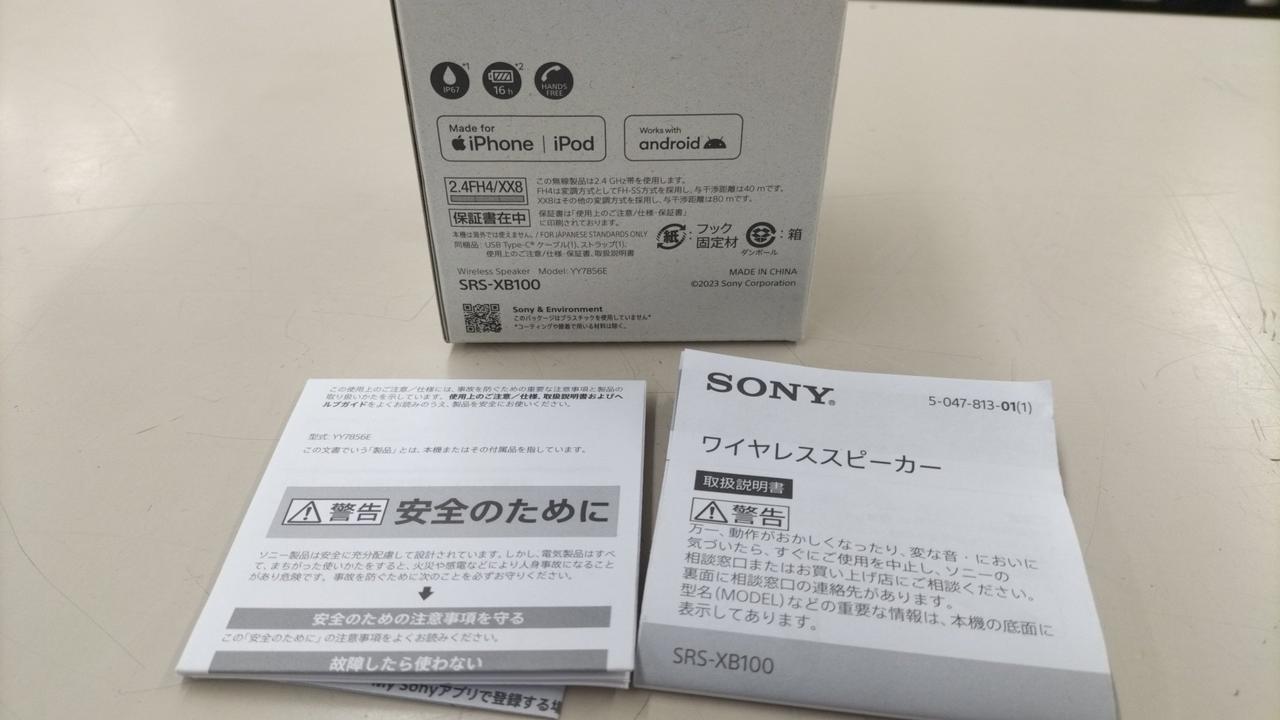 IP67
*1
16 h
*2
HANDS
FREE
Made for
iPhone | iPod
Works with
android
2.4FH4/XX8
この無線製品は2.4 GHz帯を使用します。
FH4は変調方式としてFH-SS方式を採用し、与干渉距離は40 mです。
XX8はその他の変調方式を採用し、与干渉距離は80 mです。
保証書在中
保証書は「使用上のご注意/仕様・保証書」
に印刷されております。
本機は海外では使えません。/ FOR JAPANESE STANDARDS ONLY
同梱品: USB Type-C® ケーブル(1)、ストラップ(1)、
使用上のご注意/仕様・保証書、取扱説明書
紙
: フック
固定材
ダンボール
: 箱
Wireless Speaker Model: YY7856E
SRS-XB100
MADE IN CHINA
©2023 Sony Corporation
Sony & Environment
このパッケージはプラスチックを使用していません*
*コーティングや接着で用いる材料は除く。
この使用上のご注意/仕様には、事故を防ぐための重要な注意事項と製品の
取り扱いかたを示しています。使用上のご注意/仕様、取扱説明書およびヘ
ルプガイドをよくお読みのうえ、製品を安全にお使いください。
型式: YY7856E
この文書でいう「製品」とは、本機またはその付属品を指しています。
警告 安全のために
ソニー製品は安全に充分配慮して設計されています。しかし、電気製品はすべ
て、まちがった使いかたをすると、火災や感電などにより人身事故になること
があり危険です。事故を防ぐために次のことを必ずお守りください。
安全のための注意事項を守る
この「安全のために」の注意事項をよくお読みください。
故障したら使わない
My Sonyアプリで登録する場
SONY®
5-047-813-01(1)
ワイヤレススピーカー
取扱説明書
警告
万一、動作がおかしくなったり、変な音・においに
気づいたら、すぐにご使用を中止し、ソニーの
相談窓口またはお買い上げ店にご相談ください。
裏面に相談窓口の連絡先があります。
型名(MODEL)などの重要な情報は、本機の底面に
表示してあります。
SRS-XB100